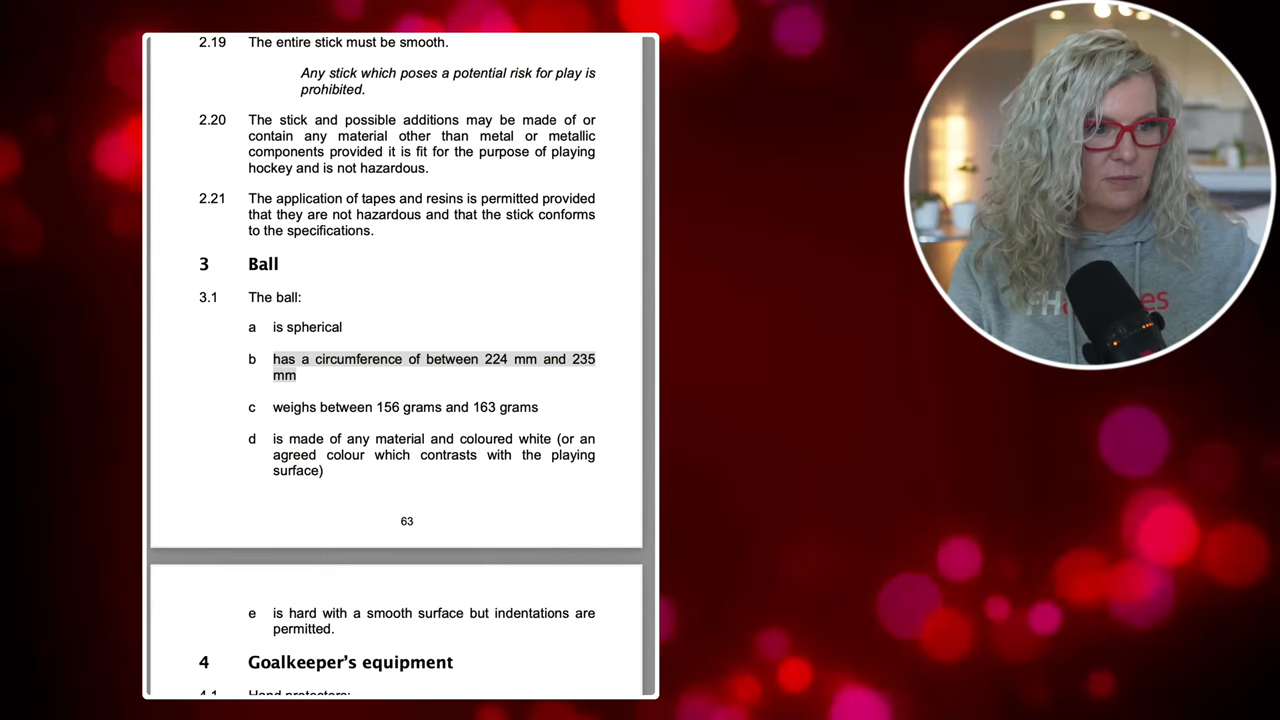 2.19 The entire stick must be smooth.
Any stick which poses a potential risk for play is
prohibited.
2.20 The stick and possible additions may be made of or
contain any material other than metal or metallic
components provided it is fit for the purpose of playing
hockey and is not hazardous.
2.21 The application of tapes and resins is permitted provided
that they are not hazardous and that the stick conforms
to the specifications.
3 Ball
3.1 The ball:
a is spherical
b has a circumference of between 224 mm and 235
mm
c weighs between 156 grams and 163 grams
d is made of any material and coloured white (or an
agreed colour which contrasts with the playing
surface)
63
e is hard with a smooth surface but indentations are
permitted.
4 Goalkeeper's equipment
4.1 Hand protectors: